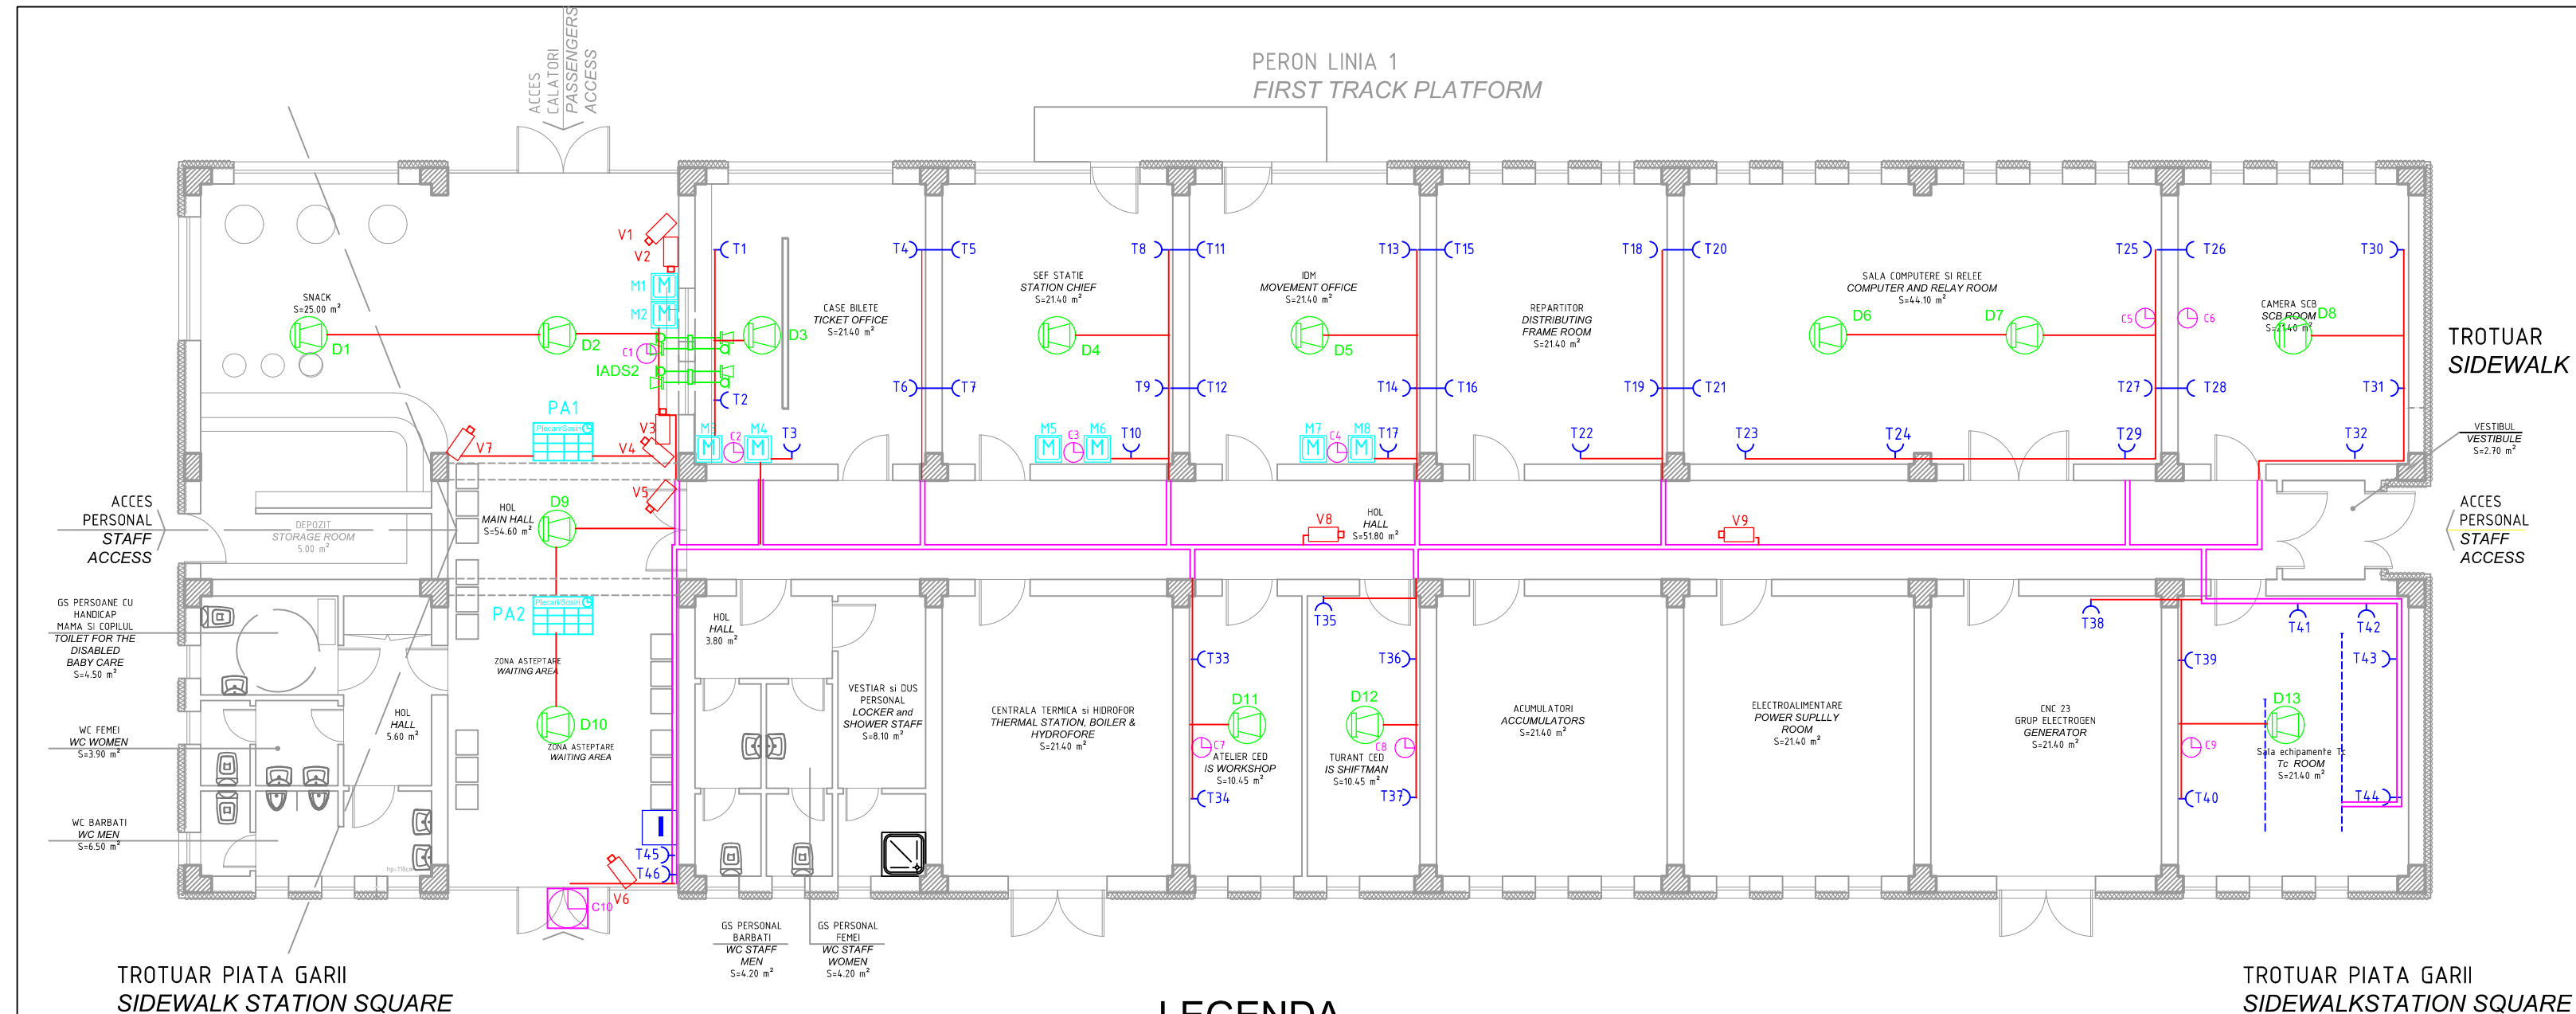 PERON LINIA 1
FIRST TRACK PLATFORM
ACCES
CALATORI
PASSENGERS
ACCESS
SNACK
S=25.00 m²
V1
V2
M1
M2
D1
D2
C1
IADS2
D3
T1
T2
CASE BILETE
TICKET OFFICE
S=21.40 m²
T4
T5
T6
T7
SEF STATIE
STATION CHIEF
S=21.40 m²
D4
T8
T11
T9
T12
IDM
MOVEMENT OFFICE
S=21.40 m²
D5
T13
T15
T14
T16
REPARTITOR
DISTRIBUTING
FRAME ROOM
S=21.40 m²
T18
T20
T19
T21
SALA COMPUTERE SI RELEE
COMPUTER AND RELAY ROOM
S=44.10 m²
D6
D7
T25
T26
C5
C6
T27
T28
CAMERA SCB
SCB ROOM
S=21.40 m²
D8
T30
T31
TROTUAR
SIDEWALK
PA1
Plecari/Sosiri
V7
V4
V3
M3
C2
M4
T3
M5
C3
M6
T10
M7
C4
M8
T17
T22
T23
T24
T29
T32
VESTIBUL
VESTIBULE
S=2.70 m²
ACCES
PERSONAL
STAFF
ACCESS
DEPOZIT
STORAGE ROOM
5.00 m²
HOL
MAIN HALL
S=54.60 m²
D9
V5
V8
HOL
HALL
S=51.80 m²
V9
ACCES
PERSONAL
STAFF
ACCESS
GS PERSOANE CU
HANDICAP
MAMA SI COPILUL
TOILET FOR THE
DISABLED
BABY CARE
S=4.50 m²
PA2
Plecari/Sosiri
ZONA ASTEPTARE
WAITING AREA
D10
ZONA ASTEPTARE
WAITING AREA
HOL
HALL
5.60 m²
WC FEMEI
WC WOMEN
S=3.90 m²
WC BARBATI
WC MEN
S=6.50 m²
HOL
HALL
3.80 m²
VESTIAR si DUS
PERSONAL
LOCKER and
SHOWER STAFF
S=8.10 m²
CENTRALA TERMICA si HIDROFOR
THERMAL STATION, BOILER &
HYDROFORE
S=21.40 m²
T33
D11
C7
ATELIER CED
IS WORKSHOP
S=10.45 m²
T34
T35
T36
D12
C8
TURANT CED
IS SHIFTMAN
S=10.45 m²
T37
ACUMULATORI
ACCUMULATORS
S=21.40 m²
ELECTROALIMENTARE
POWER SUPLLLY
ROOM
S=21.40 m²
CNC 23
GRUP ELECTROGEN
GENERATOR
S=21.40 m²
T38
T39
T40
C9
T41
T42
T43
D13
Sala echipamente Tc
Tc ROOM
S=21.40 m²
T44
I
T45
T46
V6
C10
GS PERSONAL
BARBATI
WC STAFF
MEN
S=4.20 m²
GS PERSONAL
FEMEI
WC STAFF
WOMEN
S=4.20 m²
TROTUAR PIATA GARII
SIDEWALK STATION SQUARE
LEGENDA
TROTUAR PIATA GARII
SIDEWALKSTATION SQUARE